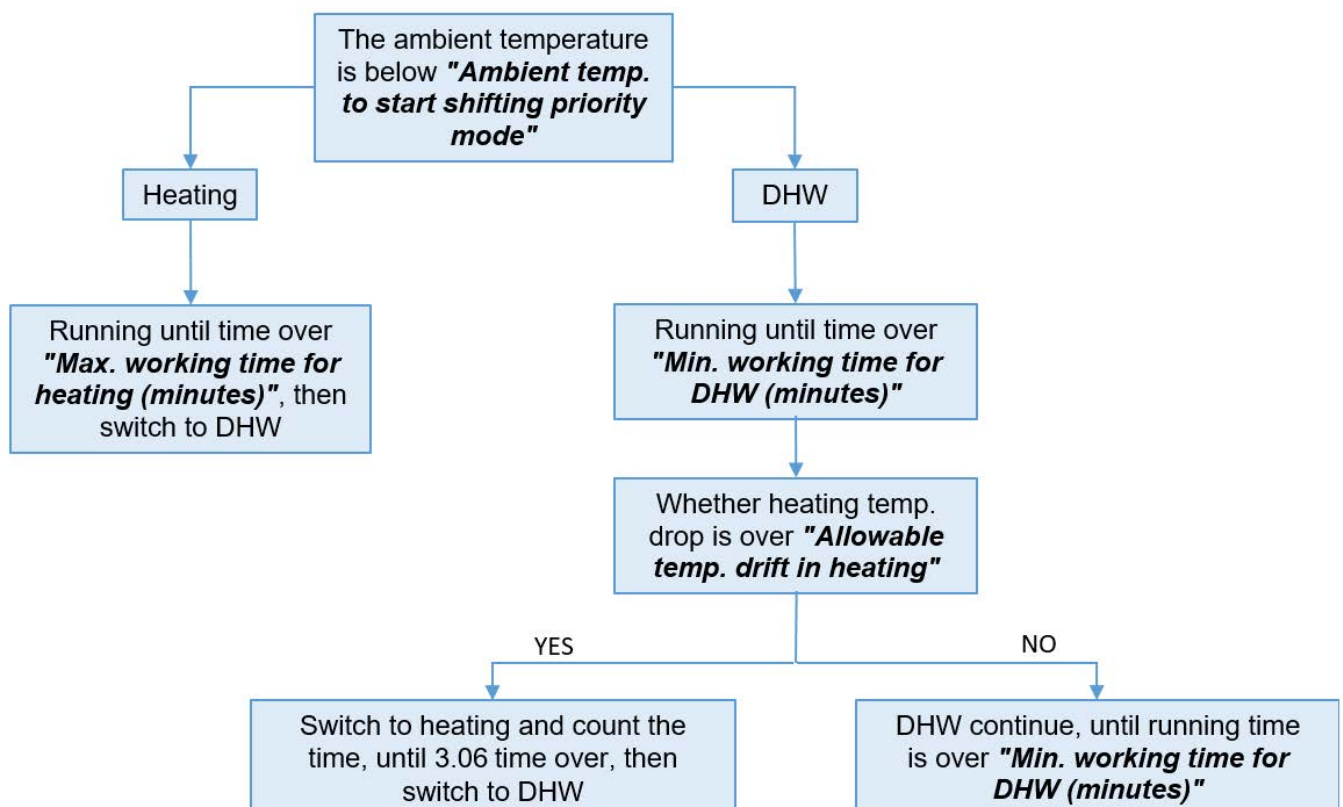 The ambient temperature
is below "Ambient temp.
to start shifting priority
mode"
Heating
DHW
Running until time over
"Max. working time for
heating (minutes)", then
switch to DHW
Running until time over
"Min. working time for
DHW (minutes)"
Whether heating temp.
drop is over "Allowable
temp. drift in heating"
YES
NO
Switch to heating and count the
time, until 3.06 time over, then
switch to DHW
DHW continue, until running time
is over "Min. working time for
DHW (minutes)"